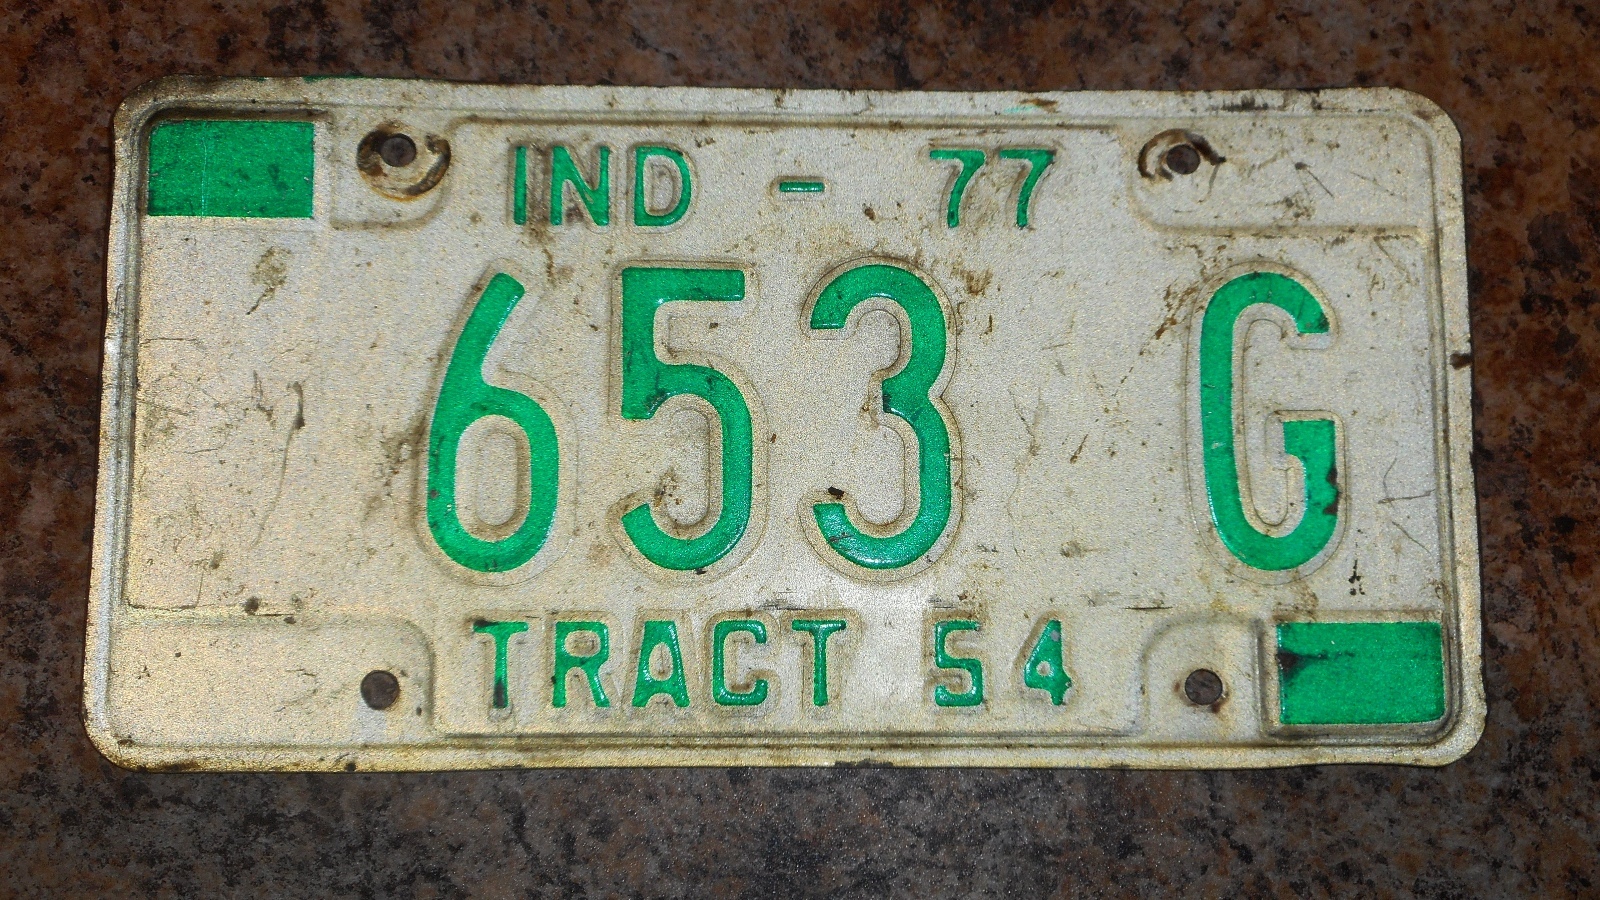 IND - 77
653 G
TRACT 54